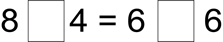 8 □ 4 = 6 □ 6